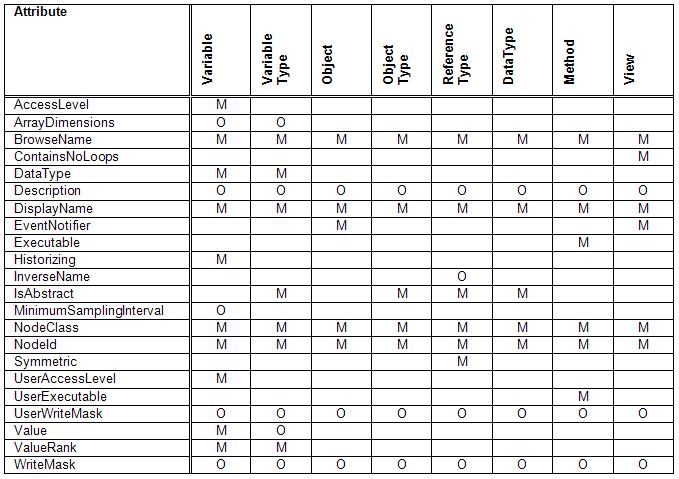 Attribute Variable Variable Type Object Object Type Reference Type DataType Method View
AccessLevel M
ArrayDimensions O O
BrowseName M M M M M M M M
ContainsNoLoops M
DataType M M
Description O O O O O O O O
DisplayName M M M M M M M M
EventNotifier M M
Executable M
Historizing M
InverseName O
IsAbstract M M M M
MinimumSamplingInterval O
NodeClass M M M M M M M M
NodeId M M M M M M M M
Symmetric M
UserAccessLevel M
UserExecutable M
UserWriteMask O O O O O O O O
Value M O
ValueRank M M
WriteMask O O O O O O O O